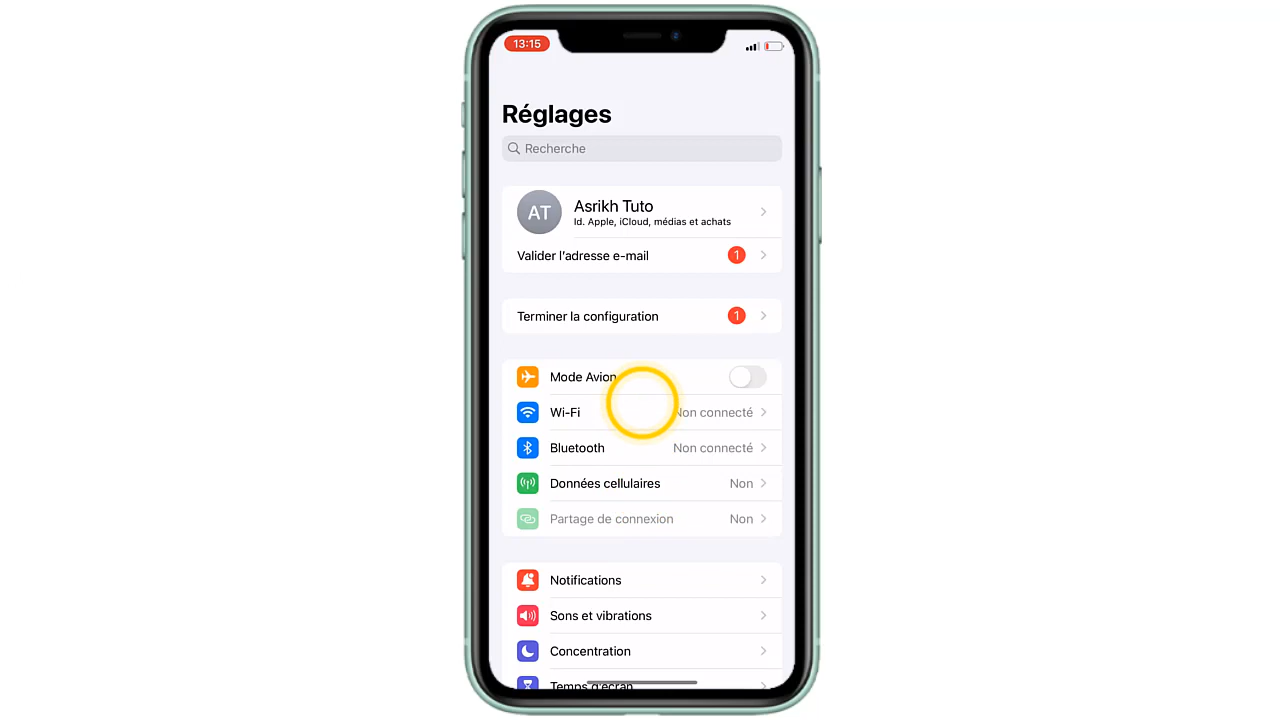 13:15
Réglages
Recherche
AT
Asrikh Tuto
Id. Apple, iCloud, médias et achats
Valider l'adresse e-mail 1
Terminer la configuration 1
Mode Avion
Wi-Fi Non connecté
Bluetooth Non connecté
Données cellulaires Non
Partage de connexion Non
Notifications
Sons et vibrations
Concentration
Temps d'écran